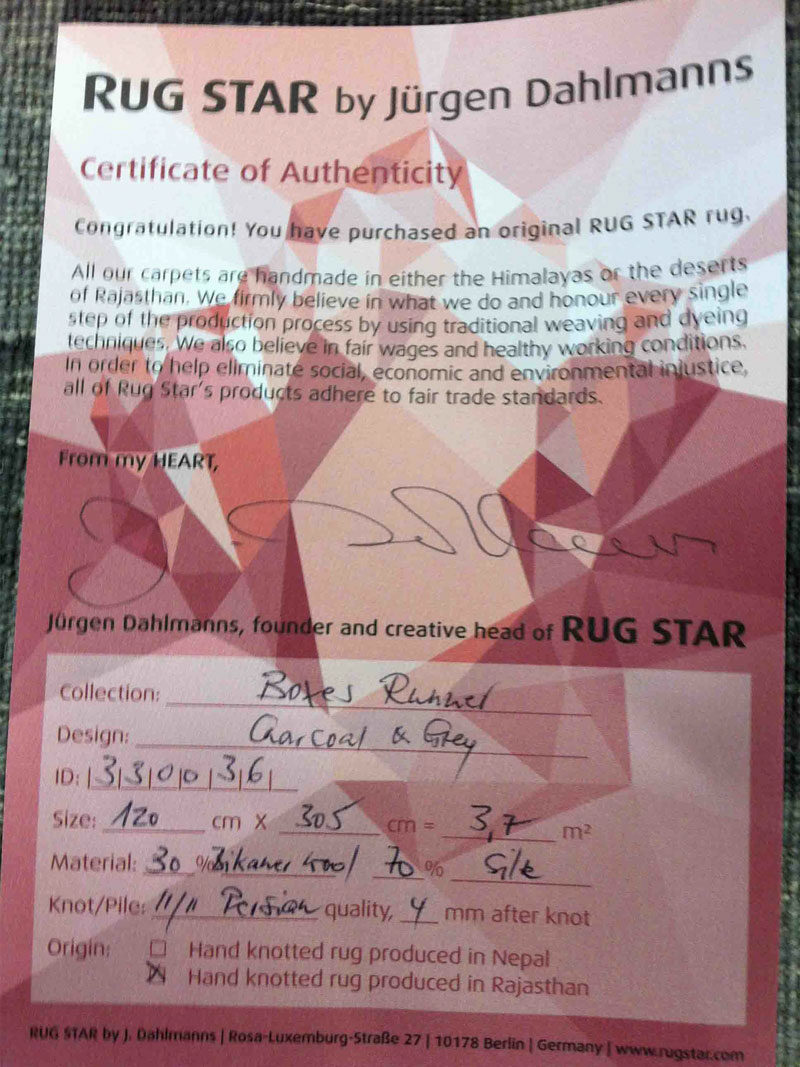 RUG STAR by Jürgen Dahlmanns
Certificate of Authenticity
Congratulation! You have purchased an original RUG STAR rug.
All our carpets are handmade in either the Himalayas or the deserts
of Rajasthan. We firmly believe in what we do and honour every single
step of the production process by using traditional weaving and dyeing
techniques. We also believe in fair wages and healthy working conditions.
In order to help eliminate social, economic and environmental injustice,
all of Rug Star's products adhere to fair trade standards.
From my HEART,
J. Dahlmanns
Jürgen Dahlmanns, founder and creative head of RUG STAR
Collection: Boxes Runner
Design: Charcoal & Grey
ID: |3|3|0|0|3|6|
Size: 120 cm X 305 cm = 3,7 m²
Material: 30 % Bikaner wool 70 % Silk
Knot/Pile: 11/11 Persian quality, 4 mm after knot
Origin: Hand knotted rug produced in Nepal
Hand knotted rug produced in Rajasthan
RUG STAR by J. Dahlmanns | Rosa-Luxemburg-Straße 27 | 10178 Berlin | Germany | www.rugstar.com